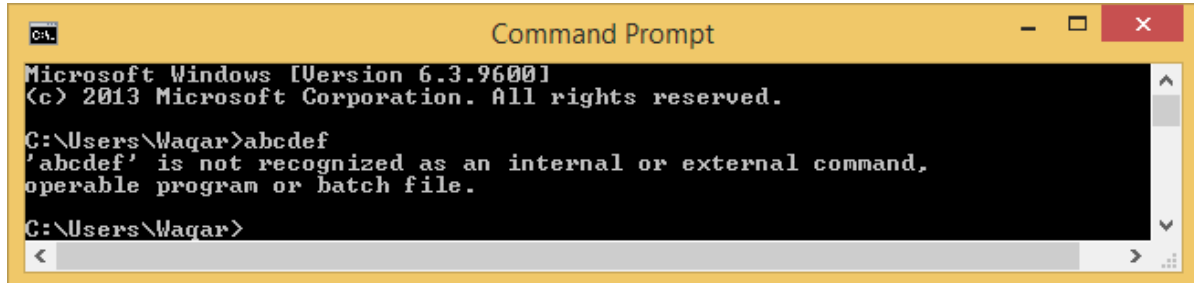 Command Prompt
Microsoft Windows [Version 6.3.9600]
(c) 2013 Microsoft Corporation. All rights reserved.
C:\Users\Waqar>abcdef
'abcdef' is not recognized as an internal or external command,
operable program or batch file.
C:\Users\Waqar>